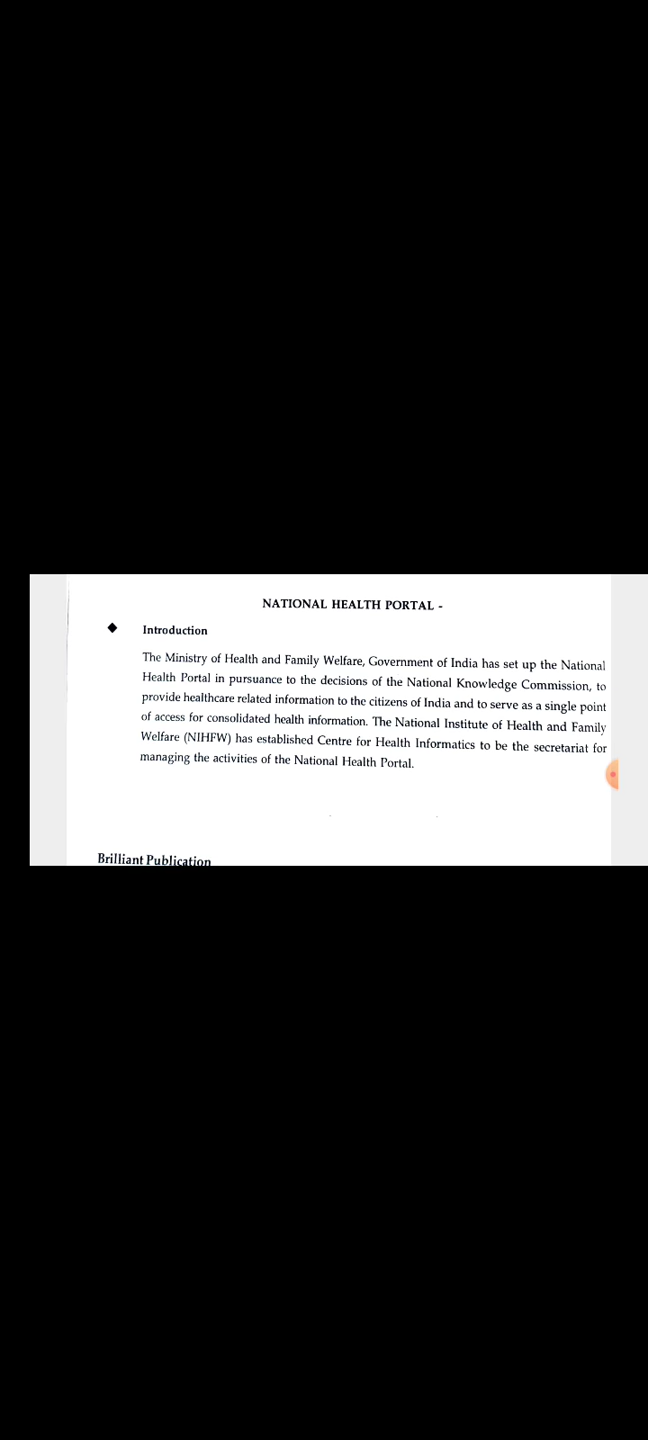 NATIONAL HEALTH PORTAL -
◆ Introduction
The Ministry of Health and Family Welfare, Government of India has set up the National
Health Portal in pursuance to the decisions of the National Knowledge Commission, to
provide healthcare related information to the citizens of India and to serve as a single point
of access for consolidated health information. The National Institute of Health and Family
Welfare (NIHFW) has established Centre for Health Informatics to be the secretariat for
managing the activities of the National Health Portal.
Brilliant Publication